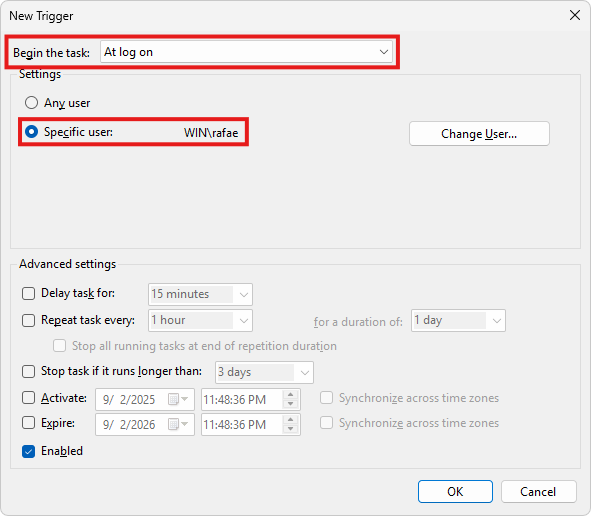 New Trigger
Begin the task: At log on
Settings
Any user
Specific user: WIN\rafae Change User...
Advanced settings
Delay task for: 15 minutes
Repeat task every: 1 hour for a duration of: 1 day
Stop all running tasks at end of repetition duration
Stop task if it runs longer than: 3 days
Activate: 9/ 2/2025 11:48:36 PM Synchronize across time zones
Expire: 9/ 2/2026 11:48:36 PM Synchronize across time zones
Enabled
OK Cancel